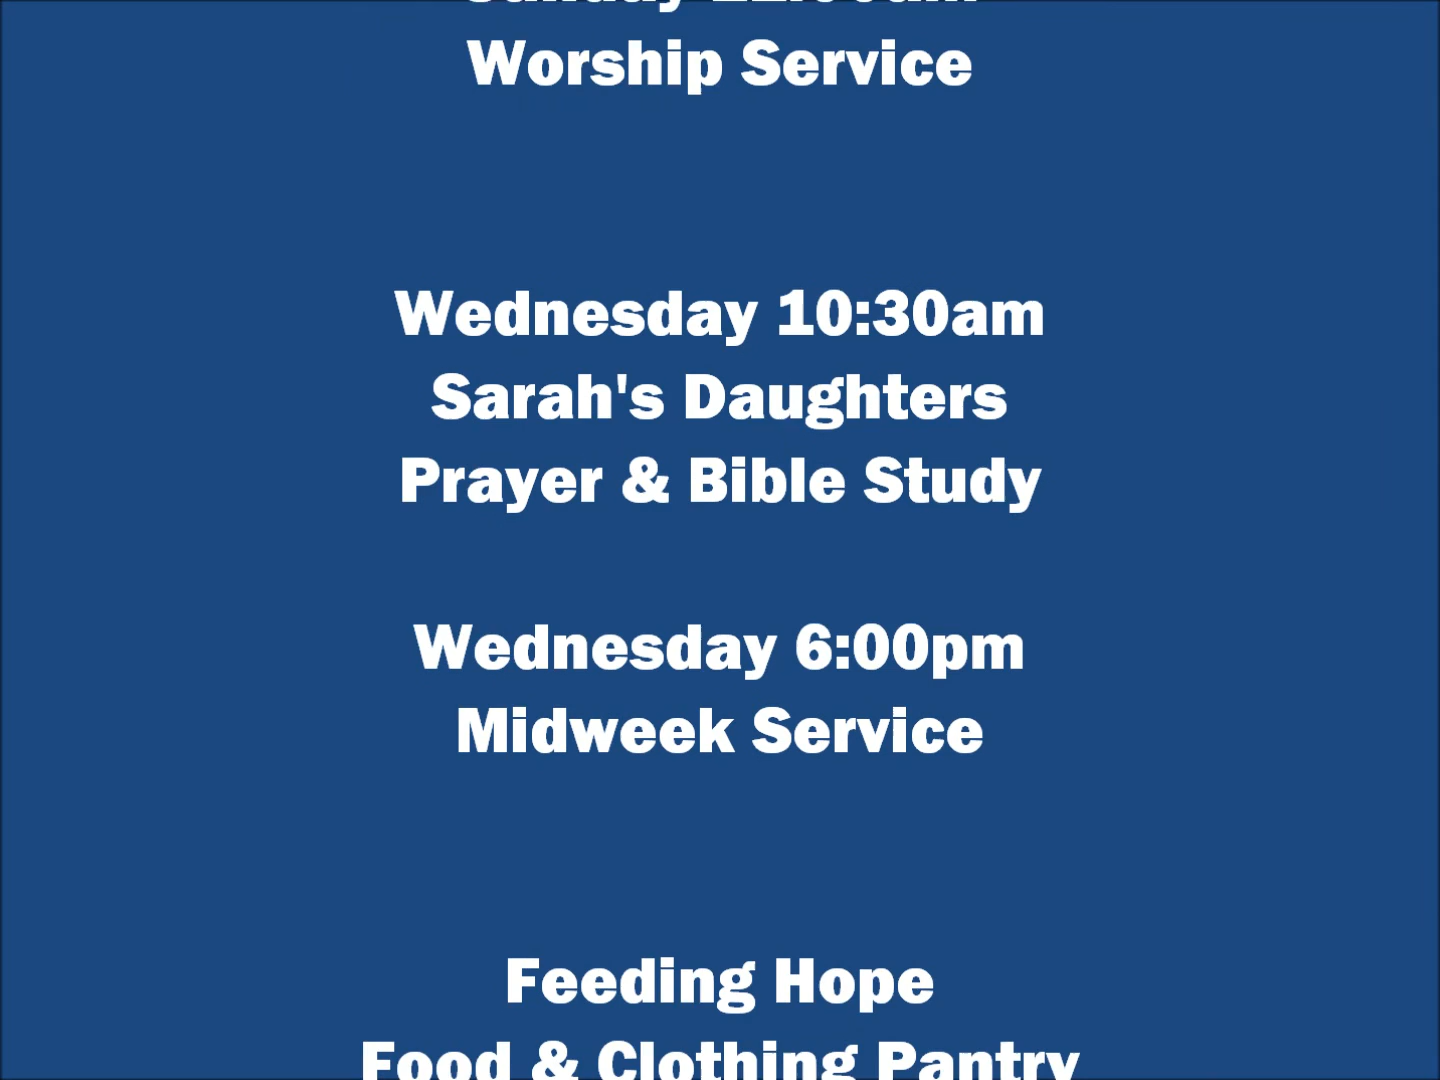 Sunday
Worship Service
Wednesday 10:30am
Sarah's Daughters
Prayer & Bible Study
Wednesday 6:00pm
Midweek Service
Feeding Hope
Food & Clothing Pantry